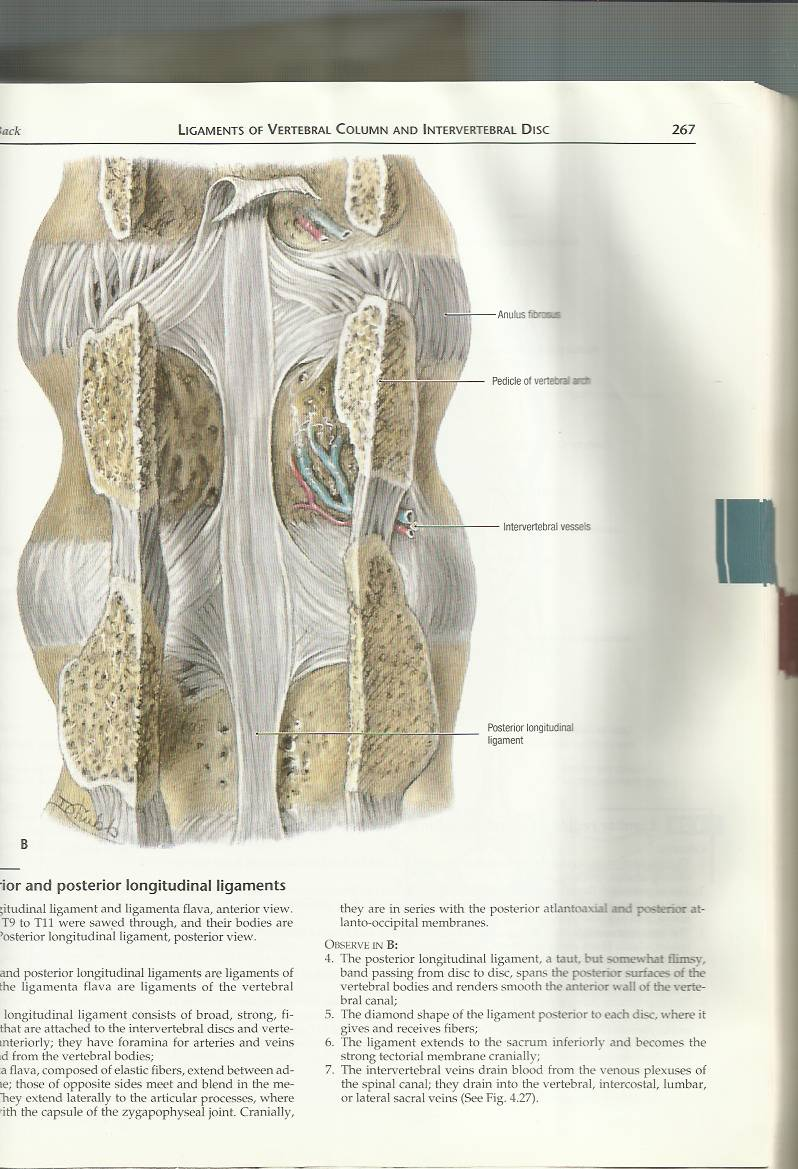 Back
LIGAMENTS OF VERTEBRAL COLUMN AND INTERVERTEBRAL DISC
267
Anulus fibrosus
Pedicle of vertebral arch
Intervertebral vessels
Posterior longitudinal
ligament
B
rior and posterior longitudinal ligaments
gitudinal ligament and ligamenta flava, anterior view.
T9 to T11 were sawed through, and their bodies are
Posterior longitudinal ligament, posterior view.
and posterior longitudinal ligaments are ligaments of
the ligamenta flava are ligaments of the vertebral
longitudinal ligament consists of broad, strong, fi-
that are attached to the intervertebral discs and verte-
anteriorly; they have foramina for arteries and veins
d from the vertebral bodies;
a flava, composed of elastic fibers, extend between ad-
e; those of opposite sides meet and blend in the me-
They extend laterally to the articular processes, where
with the capsule of the zygapophyseal joint. Cranially,
they are in series with the posterior atlantoaxial and posterior at-
lanto-occipital membranes.
OBSERVE IN B:
4. The posterior longitudinal ligament, a taut, but somewhat flimsy,
band passing from disc to disc, spans the posterior surfaces of the
vertebral bodies and renders smooth the anterior wall of the verte-
bral canal;
5. The diamond shape of the ligament posterior to each disc, where it
gives and receives fibers;
6. The ligament extends to the sacrum inferiorly and becomes the
strong tectorial membrane cranially;
7. The intervertebral veins drain blood from the venous plexuses of
the spinal canal; they drain into the vertebral, intercostal, lumbar,
or lateral sacral veins (See Fig. 4.27).